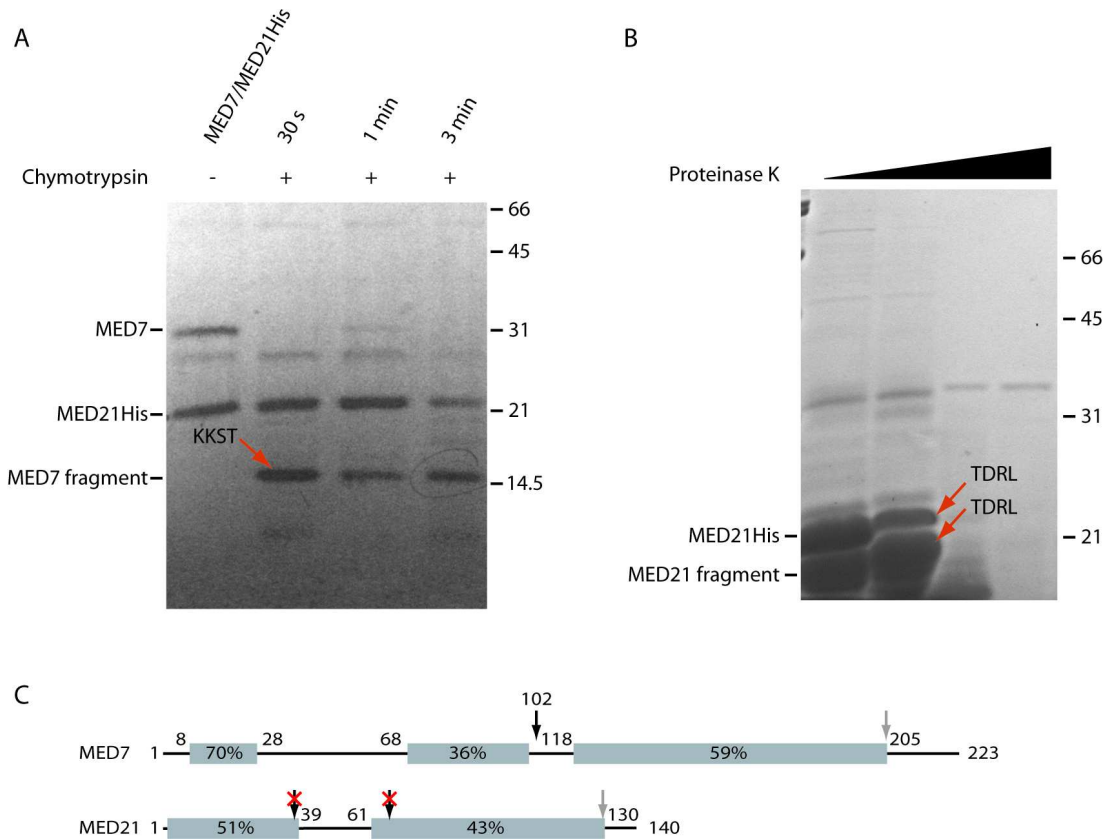 A
MED7/MED21His
30 s
1 min
3 min
Chymotrypsin - + + +
66
45
MED7
31
MED21His
21
KKST
MED7 fragment
14.5
B
Proteinase K
66
45
31
TDRL
TDRL
MED21His
21
MED21 fragment
C
102
MED7 1 8 70% 28 68 36% 118 59% 205 223
MED21 1 51% 39 61 43% 130 140